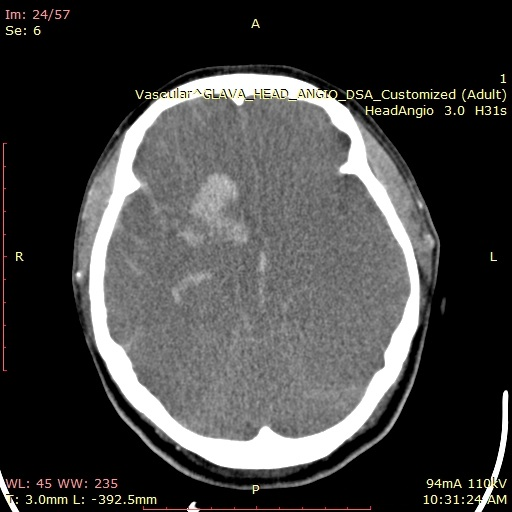 Im: 24/57
Se: 6
A
1
Vascular^GLAVA_HEAD_ANGIO_DSA_Customized (Adult)
HeadAngio 3.0 H31s
R
L
WL: 45 WW: 235
T: 3.0mm L: -392.5mm
P
94mA 110kV
10:31:24 AM